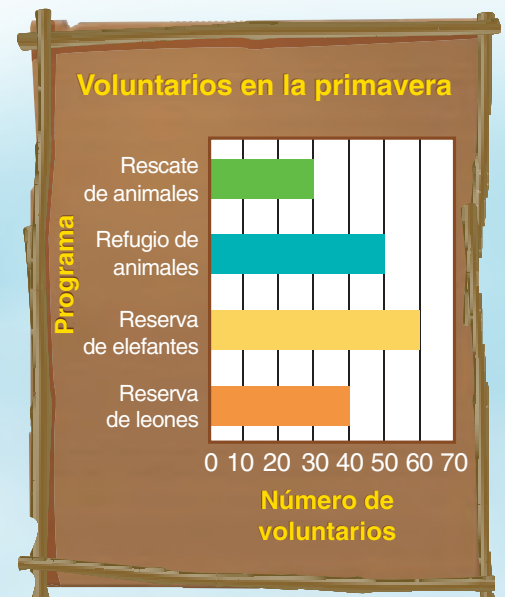 Voluntarios en la primavera
Programa
Rescate
de animales
Refugio de
animales
Reserva
de elefantes
Reserva
de leones
0 10 20 30 40 50 60 70
Número de
voluntarios